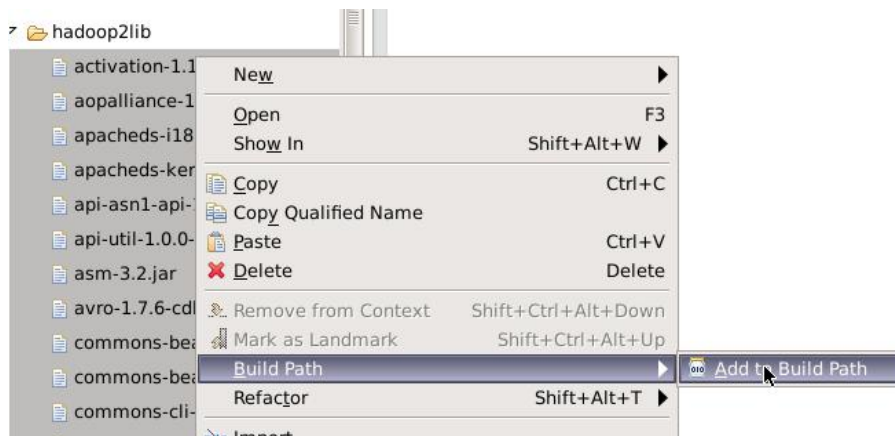 hadoop2lib
activation-1.1
aopalliance-1
apacheds-i18
apacheds-ker
api-asn1-api-
api-util-1.0.0-
asm-3.2.jar
avro-1.7.6-cdl
commons-bea
commons-bea
commons-cli-
New
Open F3
Show In Shift+Alt+W
Copy Ctrl+C
Copy Qualified Name
Paste Ctrl+V
Delete Delete
Remove from Context Shift+Ctrl+Alt+Down
Mark as Landmark Shift+Ctrl+Alt+Up
Build Path
Refactor Shift+Alt+T
Import
Add to Build Path